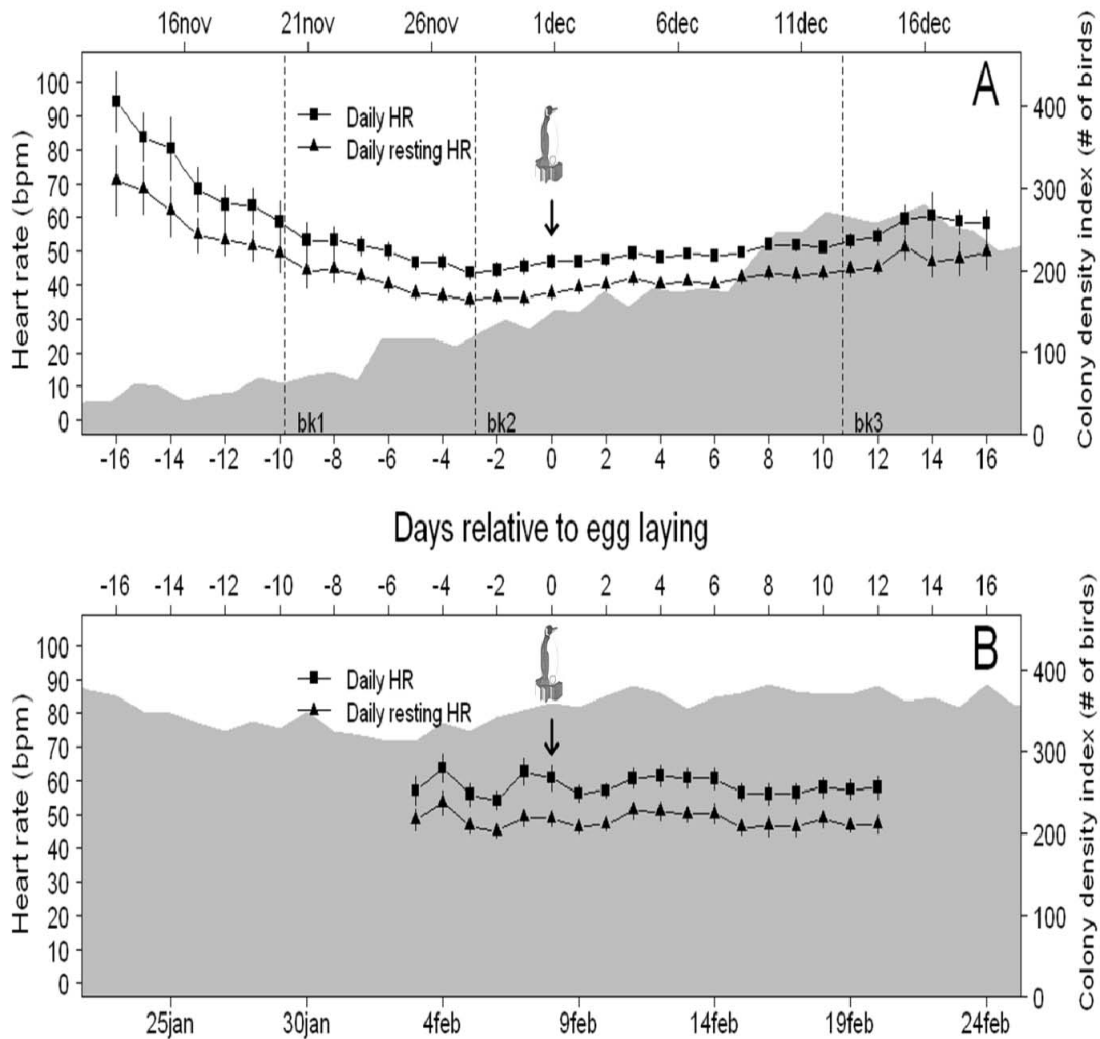 16nov 21nov 26nov 1dec 6dec 11dec 16dec
A
Heart rate (bpm)
100
90
80
70
60
50
40
30
20
10
0
Daily HR
Daily resting HR
bk1 bk2 bk3
400
300
200
100
0
Colony density index (# of birds)
-16 -14 -12 -10 -8 -6 -4 -2 0 2 4 6 8 10 12 14 16
Days relative to egg laying
-16 -14 -12 -10 -8 -6 -4 -2 0 2 4 6 8 10 12 14 16
B
Heart rate (bpm)
100
90
80
70
60
50
40
30
20
10
0
Daily HR
Daily resting HR
400
300
200
100
0
Colony density index (# of birds)
25jan 30jan 4feb 9feb 14feb 19feb 24feb